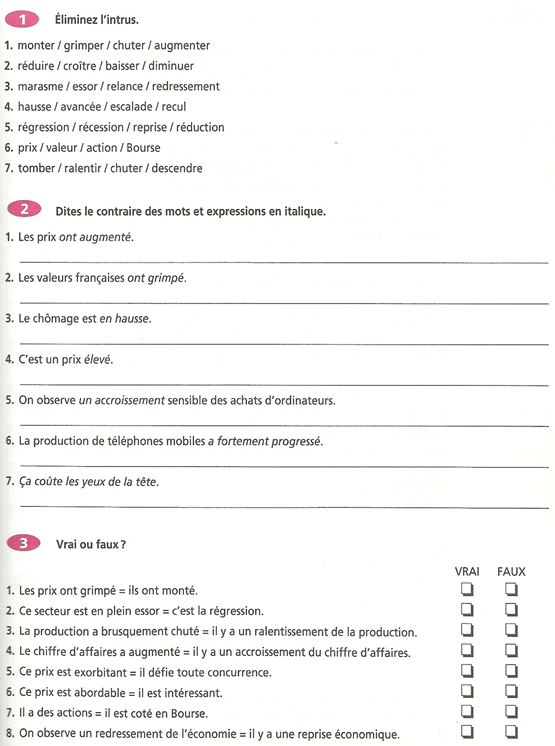 1 Éliminez l'intrus.
1. monter / grimper / chuter / augmenter
2. réduire / croître / baisser / diminuer
3. marasme / essor / relance / redressement
4. hausse / avancée / escalade / recul
5. régression / récession / reprise / réduction
6. prix / valeur / action / Bourse
7. tomber / ralentir / chuter / descendre
2 Dites le contraire des mots et expressions en italique.
1. Les prix ont augmenté.
2. Les valeurs françaises ont grimpé.
3. Le chômage est en hausse.
4. C'est un prix élevé.
5. On observe un accroissement sensible des achats d'ordinateurs.
6. La production de téléphones mobiles a fortement progressé.
7. Ça coûte les yeux de la tête.
3 Vrai ou faux ?
VRAI FAUX
1. Les prix ont grimpé = ils ont monté.
2. Ce secteur est en plein essor = c'est la régression.
3. La production a brusquement chuté = il y a un ralentissement de la production.
4. Le chiffre d'affaires a augmenté = il y a un accroissement du chiffre d'affaires.
5. Ce prix est exorbitant = il défie toute concurrence.
6. Ce prix est abordable = il est intéressant.
7. Il a des actions = il est coté en Bourse.
8. On observe un redressement de l'économie = il y a une reprise économique.